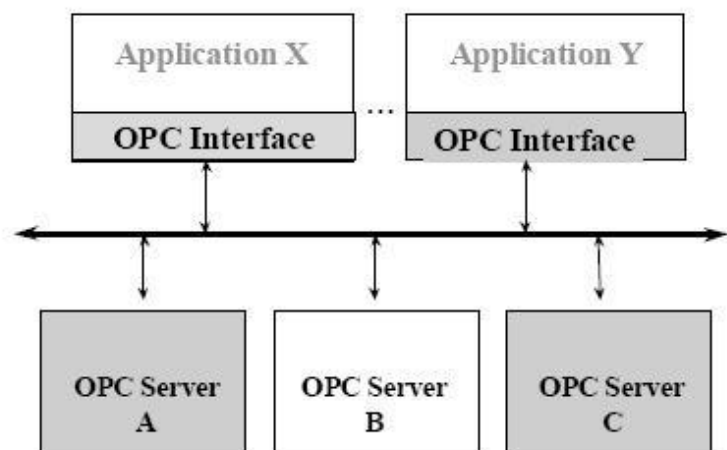 Application X
Application Y
...
OPC Interface
OPC Interface
OPC Server
A
OPC Server
B
OPC Server
C